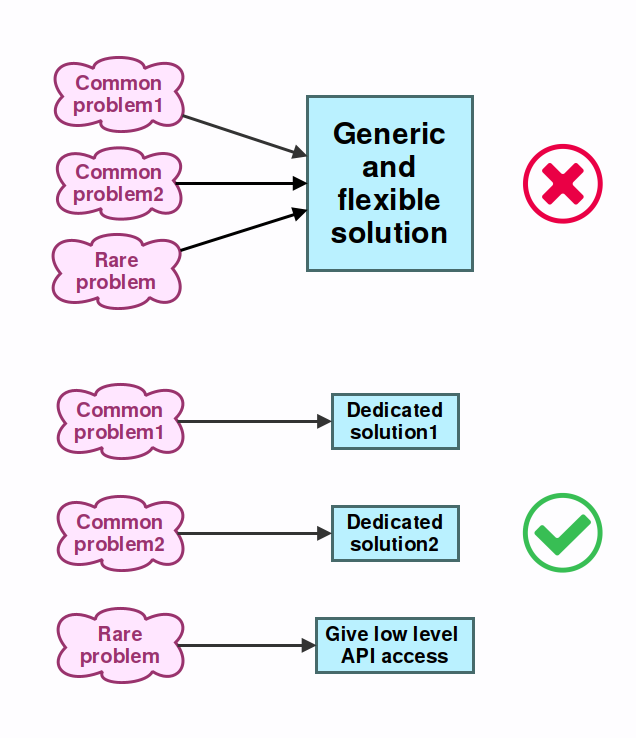 Common
problem1
Common
problem2
Rare
problem
Generic
and
flexible
solution
Common
problem1
Dedicated
solution1
Common
problem2
Dedicated
solution2
Rare
problem
Give low level
API access